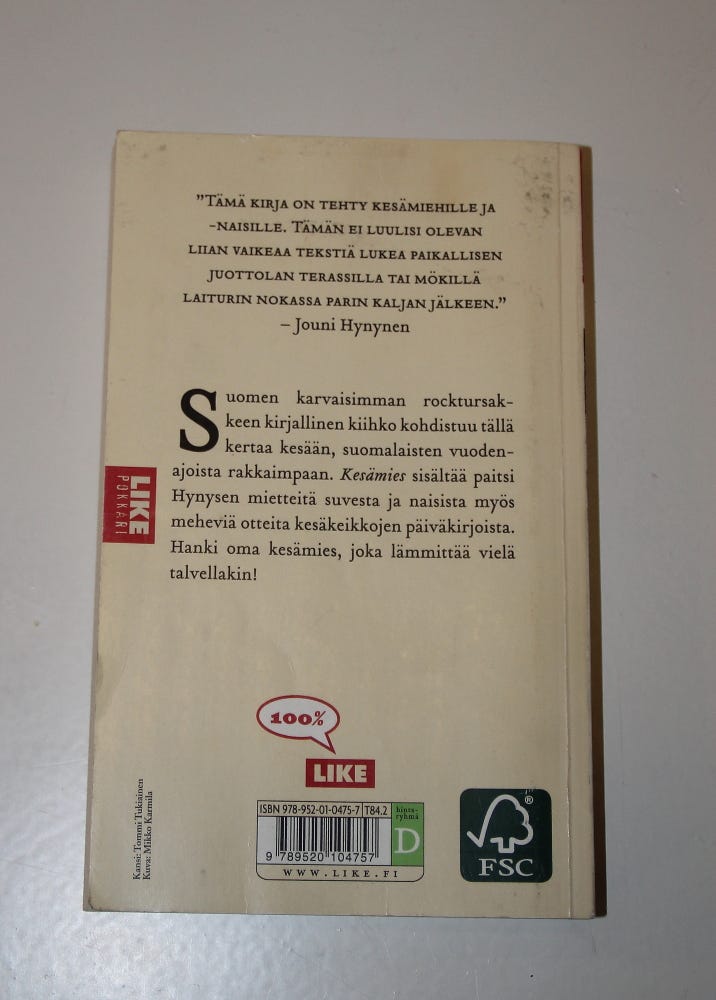 ”Tämä kirja on tehty kesämiehille ja
-naisille. Tämän ei luulisi olevan
liian vaikeaa tekstiä lukea paikallisen
juottolan terassilla tai mökillä
laiturin nokassa parin kaljan jälkeen.”
– Jouni Hynynen
Suomen karvaisimman rocktursak-
keen kirjallinen kiihko kohdistuu tällä
kertaa kesään, suomalaisten vuoden-
ajoista rakkaimpaan. Kesämies sisältää paitsi
Hynysen mietteitä suvesta ja naisista myös
meheviä otteita kesäkeikkojen päiväkirjoista.
Hanki oma kesämies, joka lämmittää vielä
talvellakin!
LIKE
POKKARI
100%
LIKE
Kansi: Tommi Tukiainen
Kuva: Mikko Karmila
ISBN 978-952-01-0475-7 T84.2
hinta-
ryhmä
D
9 789520 104757
WWW.LIKE.FI
®
FSC